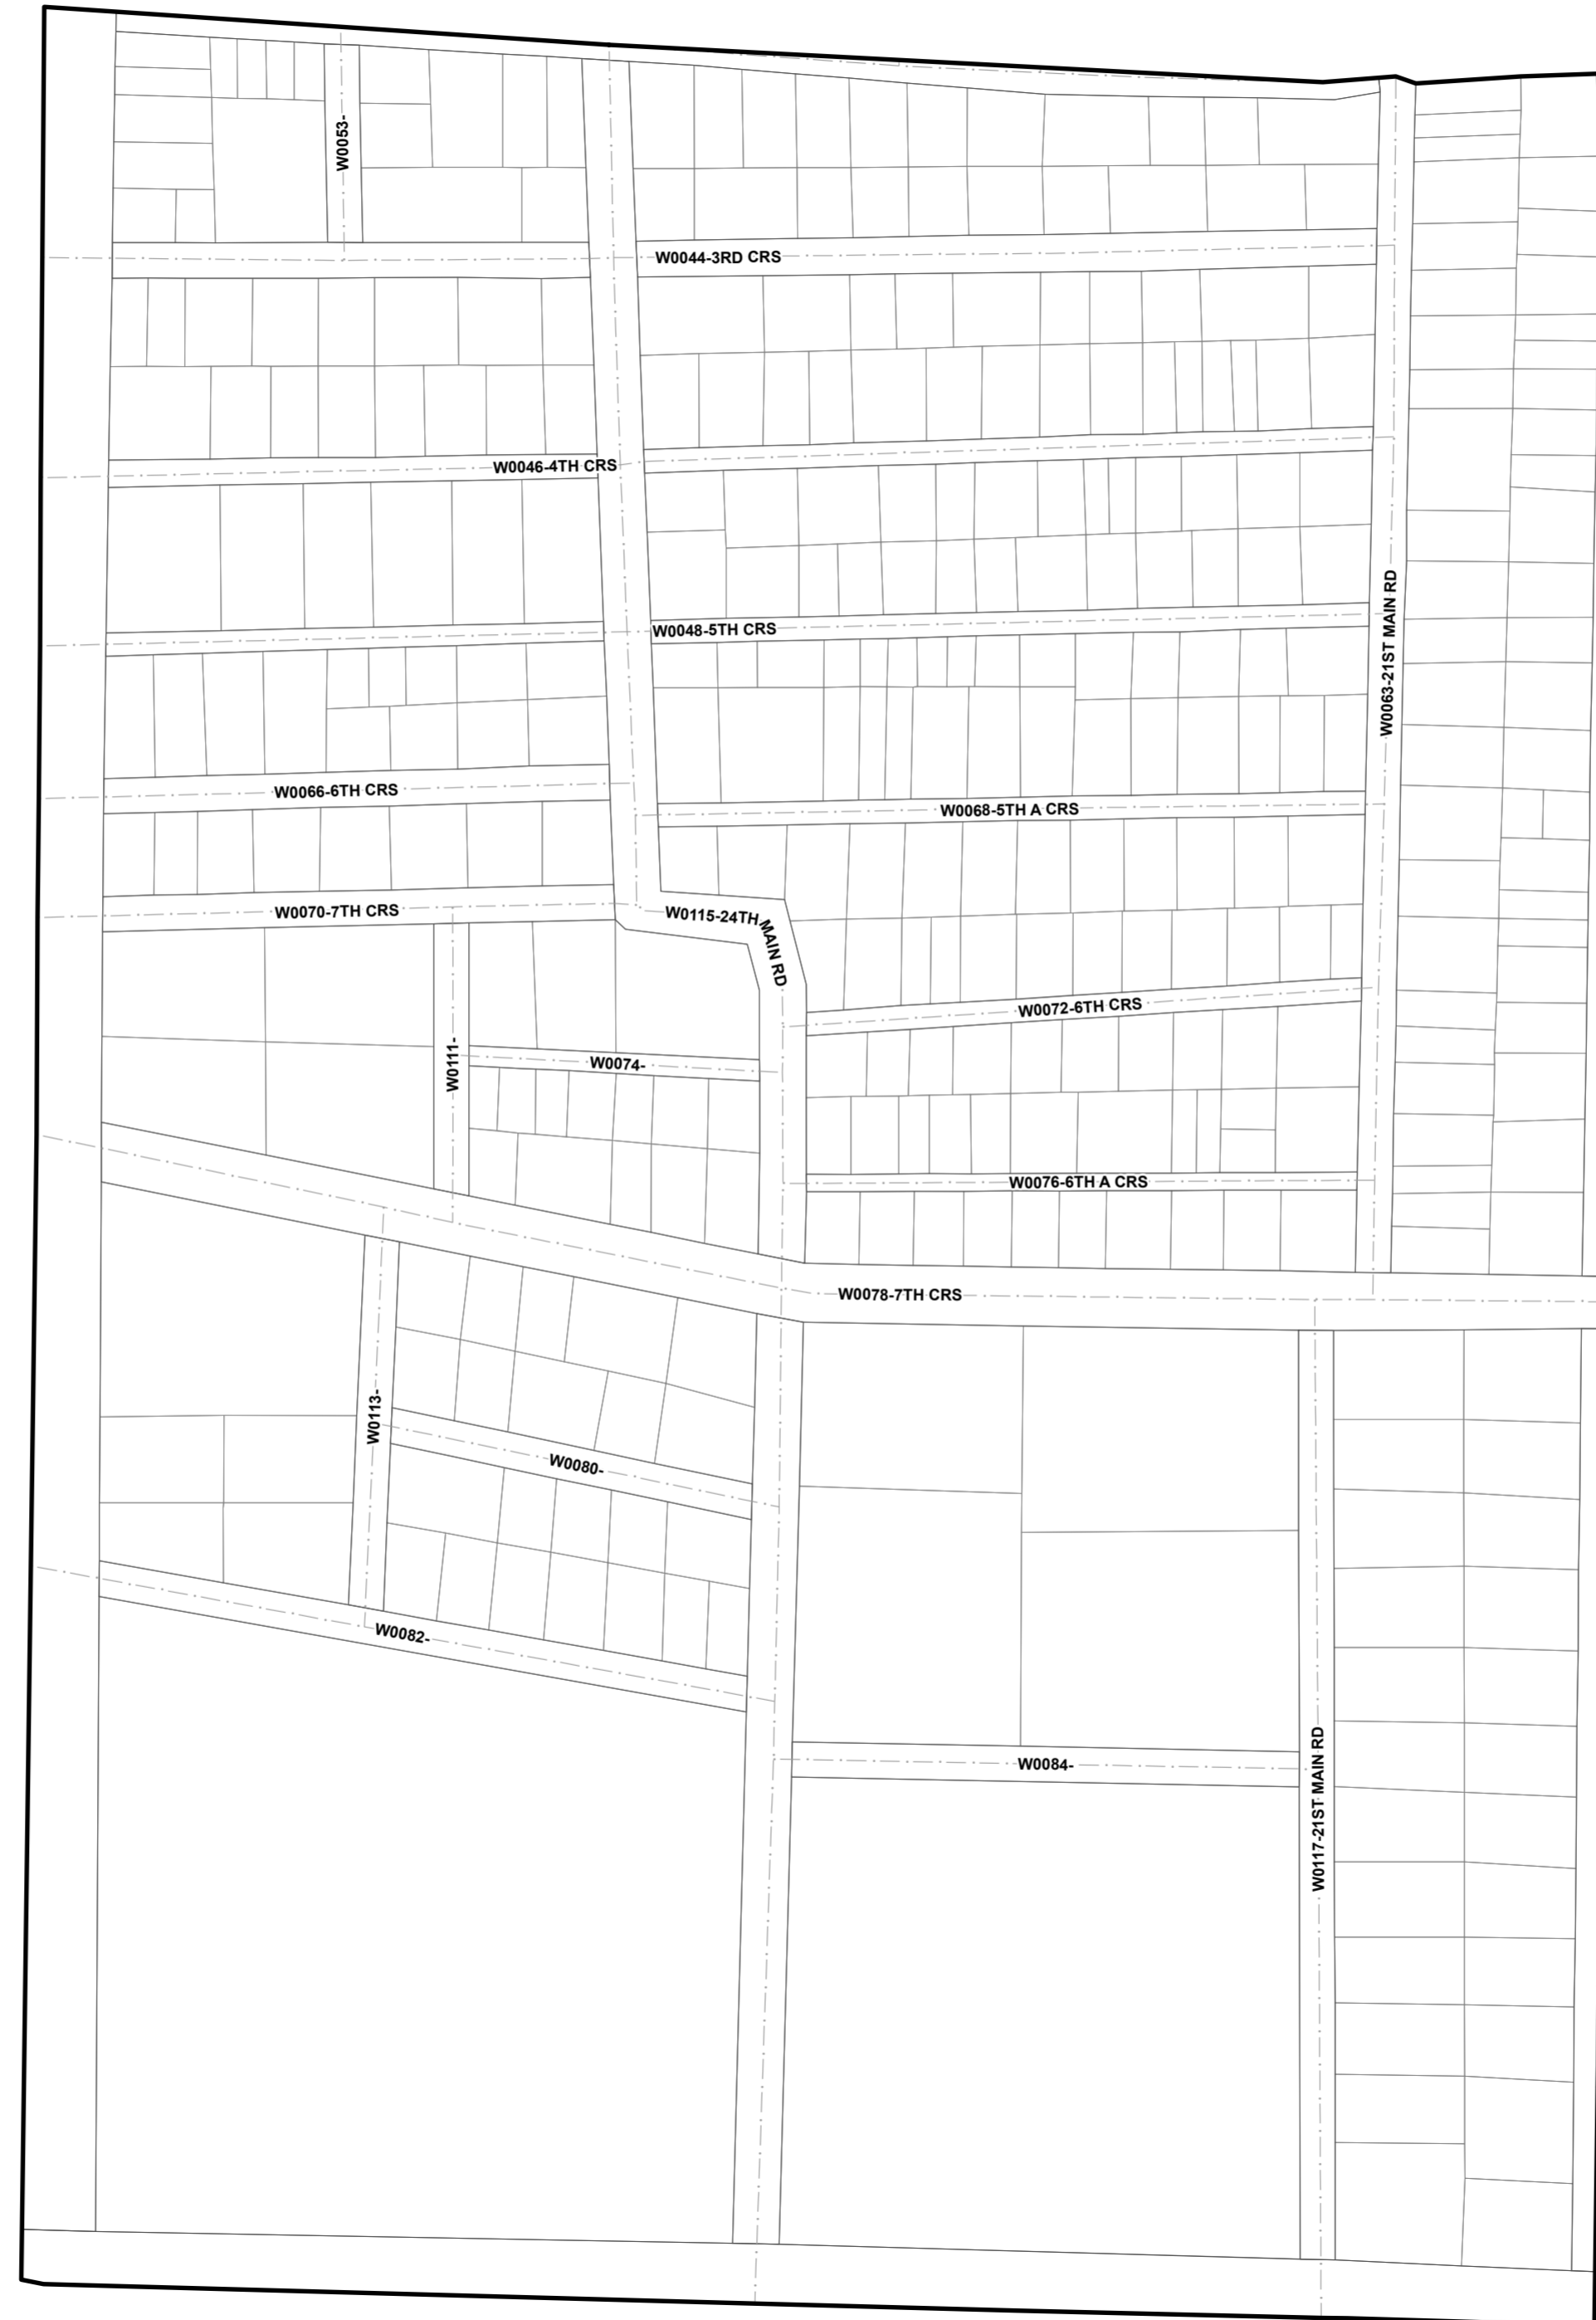 W0053-
W0044-3RD CRS
W0046-4TH CRS
W0048-5TH CRS
W0063-21ST MAIN RD
W0066-6TH CRS
W0068-5TH A CRS
W0070-7TH CRS
W0115-24TH MAIN RD
W0072-6TH CRS
W0111-
W0074-
W0076-6TH A CRS
W0078-7TH CRS
W0113-
W0080-
W0082-
W0084-
W0117-21ST MAIN RD